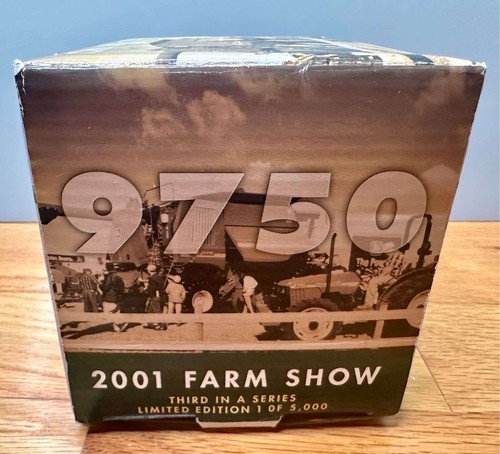 9750
2001 FARM SHOW
THIRD IN A SERIES
LIMITED EDITION 1 OF 5,000